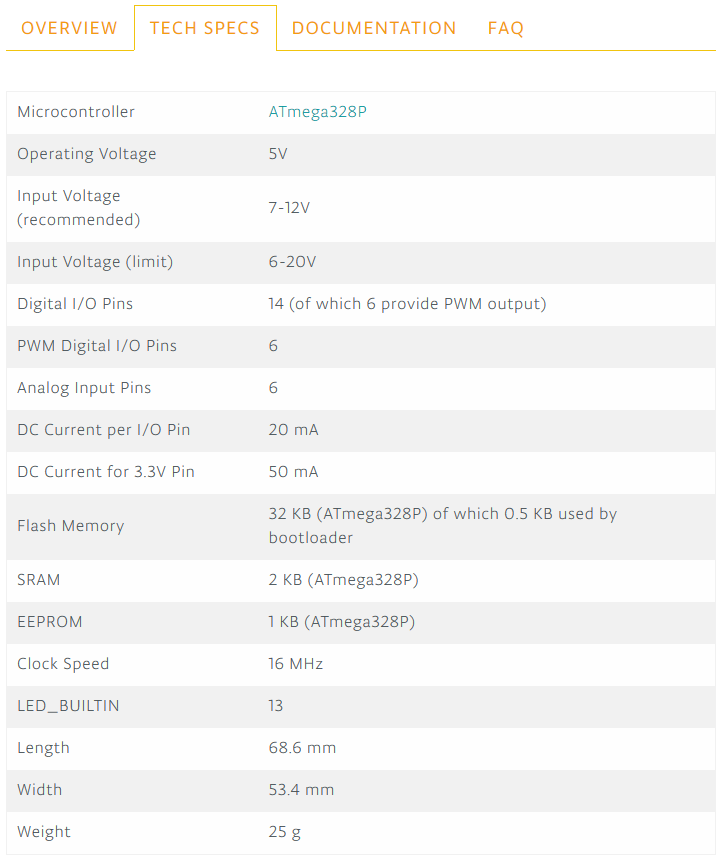 OVERVIEW TECH SPECS DOCUMENTATION FAQ
Microcontroller ATmega328P
Operating Voltage 5V
Input Voltage
(recommended) 7-12V
Input Voltage (limit) 6-20V
Digital I/O Pins 14 (of which 6 provide PWM output)
PWM Digital I/O Pins 6
Analog Input Pins 6
DC Current per I/O Pin 20 mA
DC Current for 3.3V Pin 50 mA
Flash Memory 32 KB (ATmega328P) of which 0.5 KB used by
bootloader
SRAM 2 KB (ATmega328P)
EEPROM 1 KB (ATmega328P)
Clock Speed 16 MHz
LED_BUILTIN 13
Length 68.6 mm
Width 53.4 mm
Weight 25 g